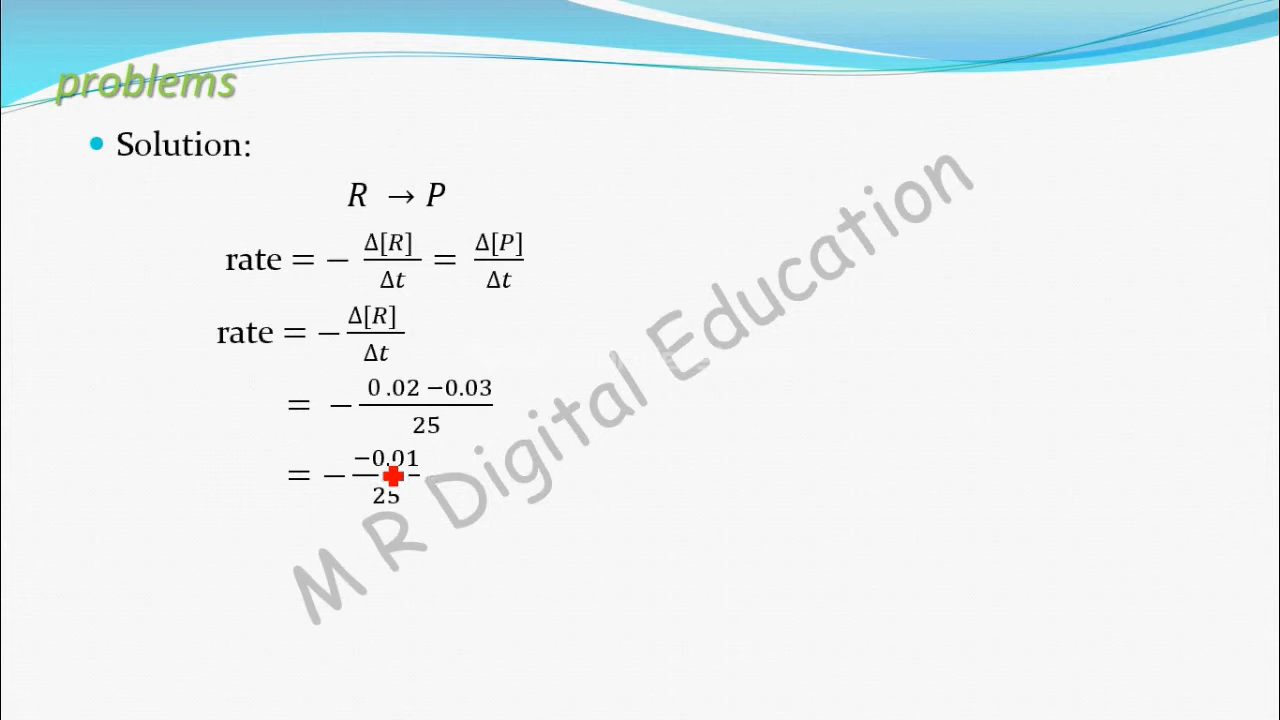 problems
Solution:
R → P
rate = − Δ[R]/Δt = Δ[P]/Δt
rate = − Δ[R]/Δt
= − 0 .02 −0.03/25
= − −0.01/25
M R Digital Education